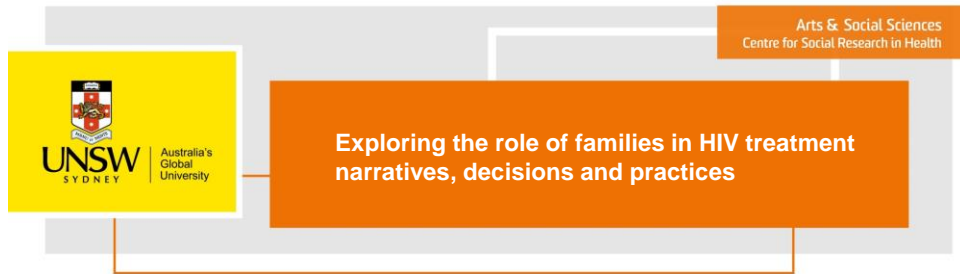 Arts & Social Sciences
Centre for Social Research in Health
UNSW
SYDNEY
Australia's
Global
University
Exploring the role of families in HIV treatment
narratives, decisions and practices